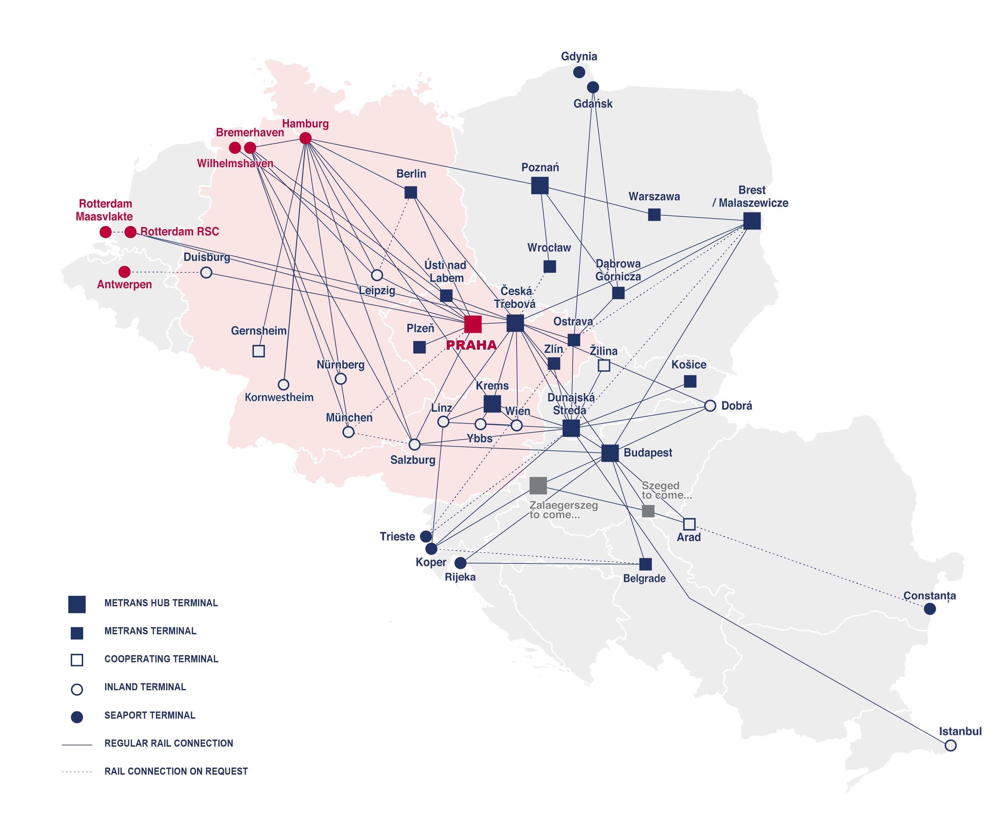 Gdynia
Gdańsk
Hamburg
Bremerhaven
Wilhelmshaven
Berlin
Poznań
Warszawa
Brest
/ Malaszewicze
Rotterdam
Maasvlakte
Rotterdam RSC
Duisburg
Antwerpen
Wrocław
Dąbrowa
Górnicza
Ústí nad
Labem
Leipzig
Česká
Třebová
Ostrava
Plzeň
PRAHA
Gernsheim
Zlín
Žilina
Košice
Nürnberg
Kornwestheim
Krems
Dunajská
Streda
Linz
Wien
Dobrá
München
Ybbs
Salzburg
Budapest
Szeged
to come...
Zalaegerszeg
to come...
Trieste
Arad
Koper
Rijeka
Belgrade
Constanța
Istanbul
METRANS HUB TERMINAL
METRANS TERMINAL
COOPERATING TERMINAL
INLAND TERMINAL
SEAPORT TERMINAL
REGULAR RAIL CONNECTION
RAIL CONNECTION ON REQUEST